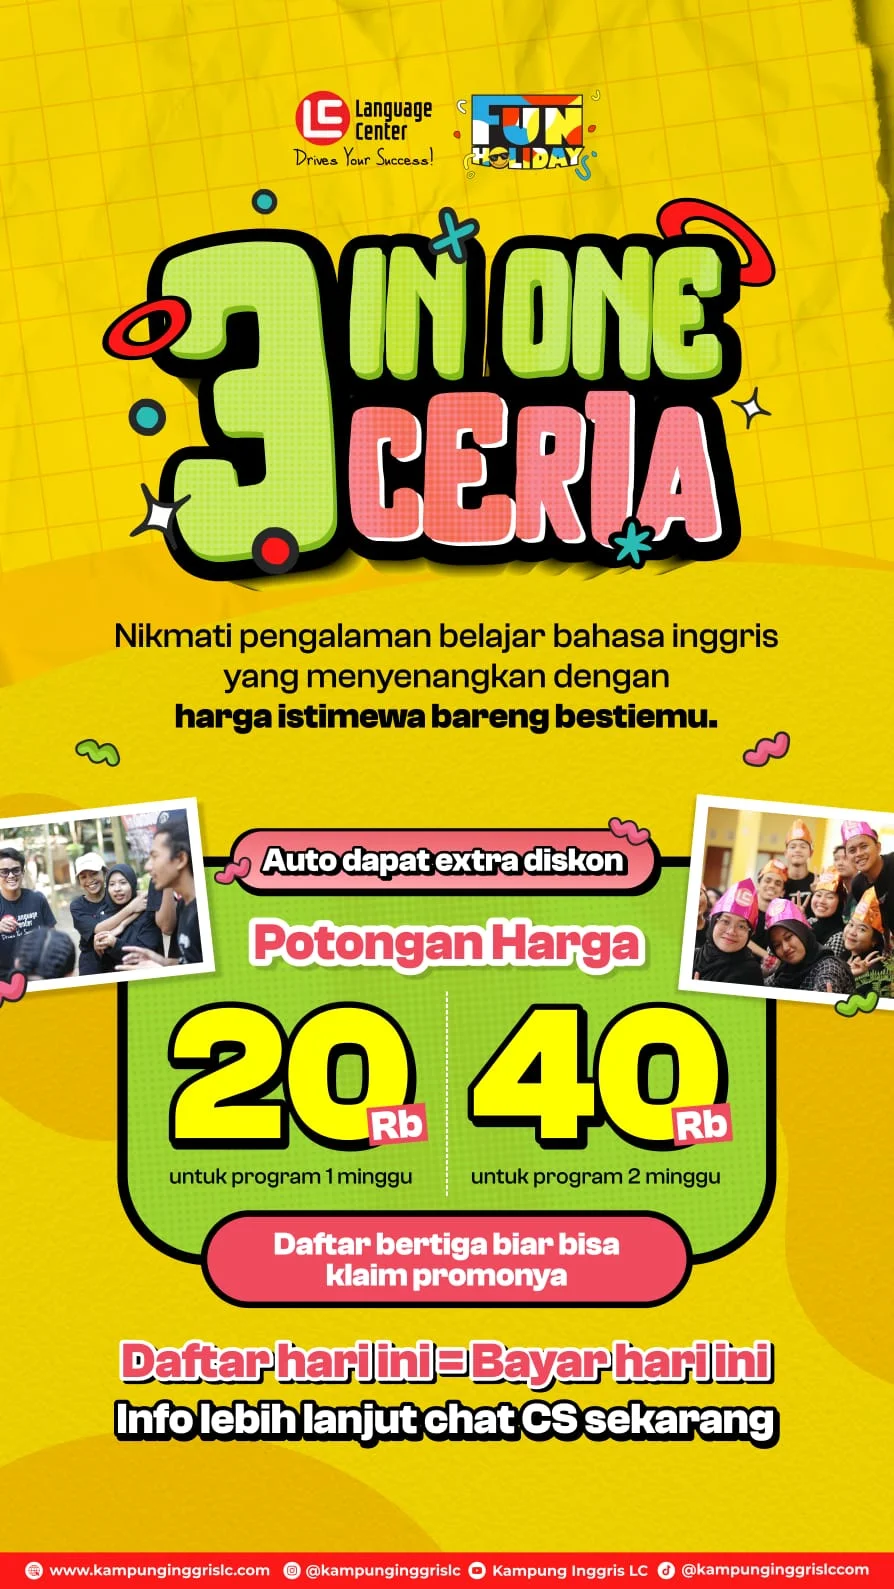 LC Language
Center
Drives Your Success!
FUN
HOLIDAY
3 IN ONE
CERIA
Nikmati pengalaman belajar bahasa inggris
yang menyenangkan dengan
harga istimewa bareng bestiemu.
Auto dapat extra diskon
Potongan Harga
20 Rb
untuk program 1 minggu
40 Rb
untuk program 2 minggu
Daftar bertiga biar bisa
klaim promonya
Daftar hari ini = Bayar hari ini
Info lebih lanjut chat CS sekarang
www.kampunginggrislc.com @kampunginggrislc Kampung Inggris LC @kampunginggrislccom